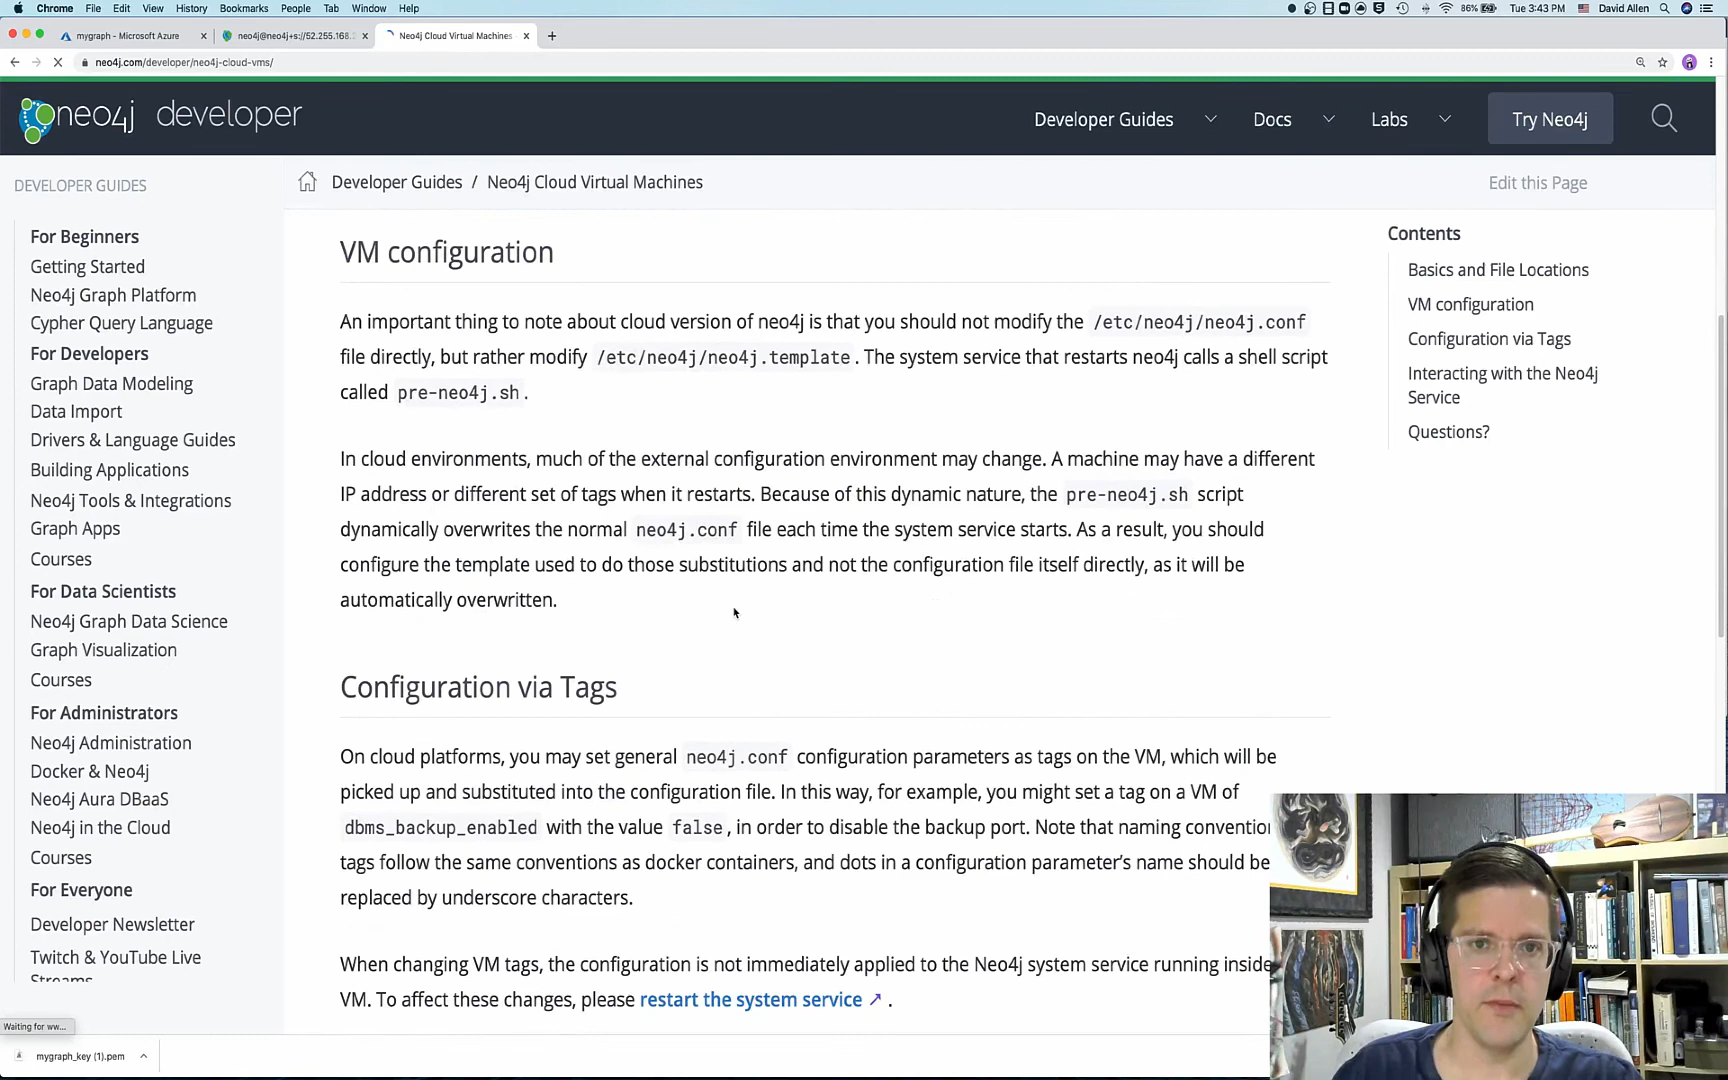 Chrome File Edit View History Bookmarks People Tab Window Help
86% Tue 3:43 PM David Allen
mygraph - Microsoft Azure
neo4j@neo4j+s://52.255.168.
Neo4j Cloud Virtual Machines
neo4j.com/developer/neo4j-cloud-vms/
neo4j developer
Developer Guides
Docs
Labs
Try Neo4j
DEVELOPER GUIDES
For Beginners
Getting Started
Neo4j Graph Platform
Cypher Query Language
For Developers
Graph Data Modeling
Data Import
Drivers & Language Guides
Building Applications
Neo4j Tools & Integrations
Graph Apps
Courses
For Data Scientists
Neo4j Graph Data Science
Graph Visualization
Courses
For Administrators
Neo4j Administration
Docker & Neo4j
Neo4j Aura DBaaS
Neo4j in the Cloud
Courses
For Everyone
Developer Newsletter
Twitch & YouTube Live
Streams
Developer Guides / Neo4j Cloud Virtual Machines
Edit this Page
VM configuration
An important thing to note about cloud version of neo4j is that you should not modify the /etc/neo4j/neo4j.conf
file directly, but rather modify /etc/neo4j/neo4j.template. The system service that restarts neo4j calls a shell script
called pre-neo4j.sh.
In cloud environments, much of the external configuration environment may change. A machine may have a different
IP address or different set of tags when it restarts. Because of this dynamic nature, the pre-neo4j.sh script
dynamically overwrites the normal neo4j.conf file each time the system service starts. As a result, you should
configure the template used to do those substitutions and not the configuration file itself directly, as it will be
automatically overwritten.
Configuration via Tags
On cloud platforms, you may set general neo4j.conf configuration parameters as tags on the VM, which will be
picked up and substituted into the configuration file. In this way, for example, you might set a tag on a VM of
dbms_backup_enabled with the value false, in order to disable the backup port. Note that naming convention
tags follow the same conventions as docker containers, and dots in a configuration parameter's name should be
replaced by underscore characters.
When changing VM tags, the configuration is not immediately applied to the Neo4j system service running inside
VM. To affect these changes, please restart the system service ↗ .
Contents
Basics and File Locations
VM configuration
Configuration via Tags
Interacting with the Neo4j
Service
Questions?
Waiting for ww...
mygraph_key (1).pem